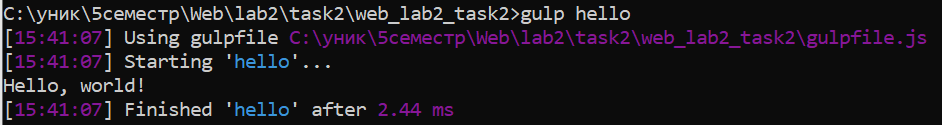 C:\уник\5семестр\Web\lab2\task2\web_lab2_task2>gulp hello
[15:41:07] Using gulpfile C:\уник\5семестр\Web\lab2\task2\web_lab2_task2\gulpfile.js
[15:41:07] Starting 'hello'...
Hello, world!
[15:41:07] Finished 'hello' after 2.44 ms